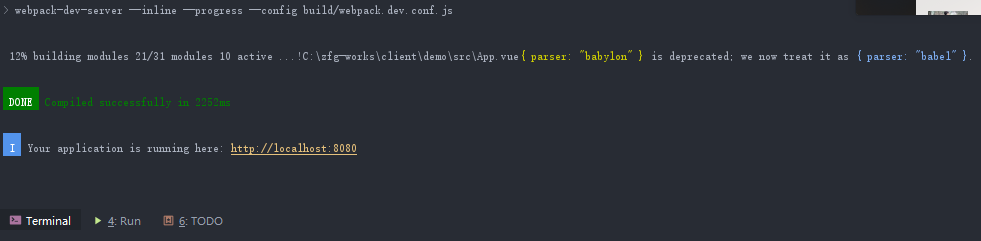 > webpack-dev-server --inline --progress --config build/webpack.dev.conf.js
12% building modules 21/31 modules 10 active ...!C:\zfg-works\client\demo\src\App.vue{ parser: "babylon" } is deprecated; we now treat it as { parser: "babel" }.
DONE Compiled successfully in 2252ms
I Your application is running here: http://localhost:8080
Terminal 4: Run 6: TODO